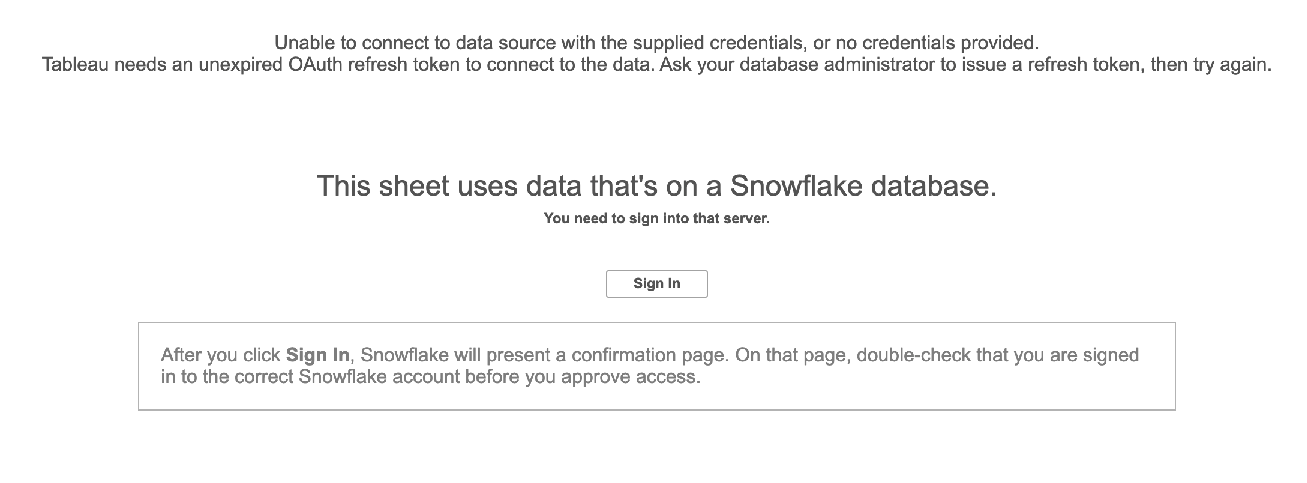 Unable to connect to data source with the supplied credentials, or no credentials provided.
Tableau needs an unexpired OAuth refresh token to connect to the data. Ask your database administrator to issue a refresh token, then try again.
This sheet uses data that's on a Snowflake database.
You need to sign into that server.
Sign In
After you click Sign In, Snowflake will present a confirmation page. On that page, double-check that you are signed
in to the correct Snowflake account before you approve access.